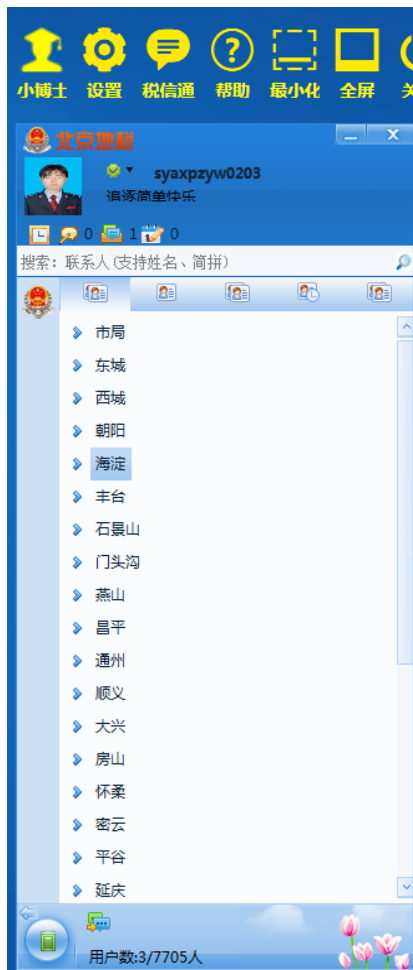 小博士 设置 税信通 帮助 最小化 全屏 关
北京地税
syaxpzyw0203
追逐简单快乐
0 1 0
搜索：联系人(支持姓名、简拼)
市局
东城
西城
朝阳
海淀
丰台
石景山
门头沟
燕山
昌平
通州
顺义
大兴
房山
怀柔
密云
平谷
延庆
用户数:3/7705人